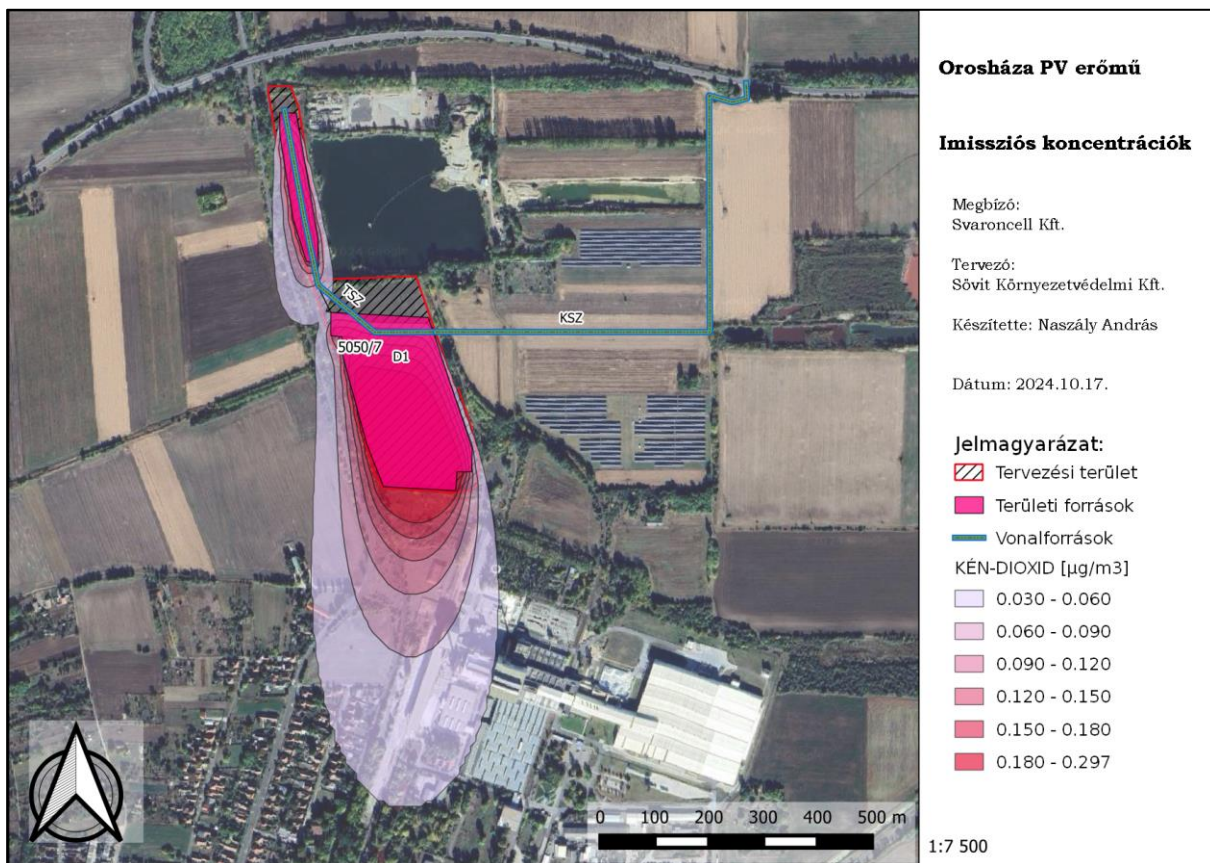 Orosháza PV erőmű
Imissziós koncentrációk
Megbízó:
Svaroncell Kft.
Tervező:
Sövit Környezetvédelmi Kft.
Készítette: Naszály András
Dátum: 2024.10.17.
Jelmagyarázat:
Tervezési terület
Területi források
Vonalforrások
KÉN-DIOXID [µg/m3]
0.030 - 0.060
0.060 - 0.090
0.090 - 0.120
0.120 - 0.150
0.150 - 0.180
0.180 - 0.297
1:7 500
TSZ
KSZ
5050/7
D1
0 100 200 300 400 500 m